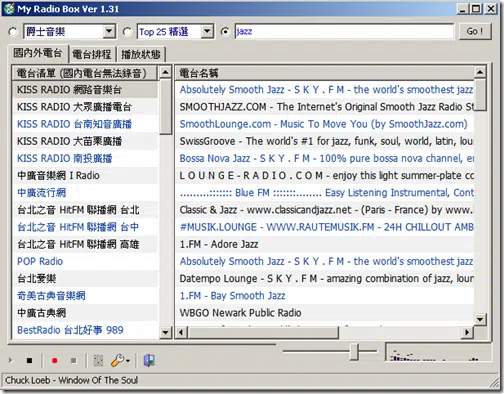 My Radio Box Ver 1.31
爵士音樂 Top 25 精選 jazz Go !
國內外電台 電台排程 播放狀態
電台清單 (國內電台無法錄音)
KISS RADIO 網路音樂台
KISS RADIO 大眾廣播電台
KISS RADIO 台南知音廣播
KISS RADIO 大苗栗廣播
KISS RADIO 南投廣播
中廣音樂網 I Radio
中廣流行網
台北之音 HitFM 聯播網 台北
台北之音 HitFM 聯播網 台中
台北之音 HitFM 聯播網 高雄
POP Radio
台北愛樂
奇美古典音樂網
中廣古典網
BestRadio 台北好事 989
電台名稱
Absolutely Smooth Jazz - S K Y . F M - the world's smoothest jazz
SMOOTHJAZZ.COM - The Internet's Original Smooth Jazz Radio St
SmoothLounge.com - Music To Move You (by SmoothJazz.com)
SwissGroove - The world's #1 for jazz, funk, soul, world, latin, lou
Bossa Nova Jazz - S K Y . F M - 100% pure bossa nova channel, en
L O U N G E - R A D I O . C O M - enjoy this light summer-plate co
..........::::::: Blue FM :::::::........ Easy Listening Instrumental, Cont
Classic & Jazz - www.classicandjazz.net - (Paris - France) by www.
#MUSIK.LOUNGE - WWW.RAUTEMUSIK.FM - 24H CHILLOUT AMB
1.FM - Adore Jazz
Absolutely Smooth Jazz - S K Y . F M - the world's smoothest jazz
Datempo Lounge - S K Y . F M - amazing combination of jazz, loun
1.FM - Bay Smooth Jazz
WBGO Newark Public Radio
Chuck Loeb - Window Of The Soul